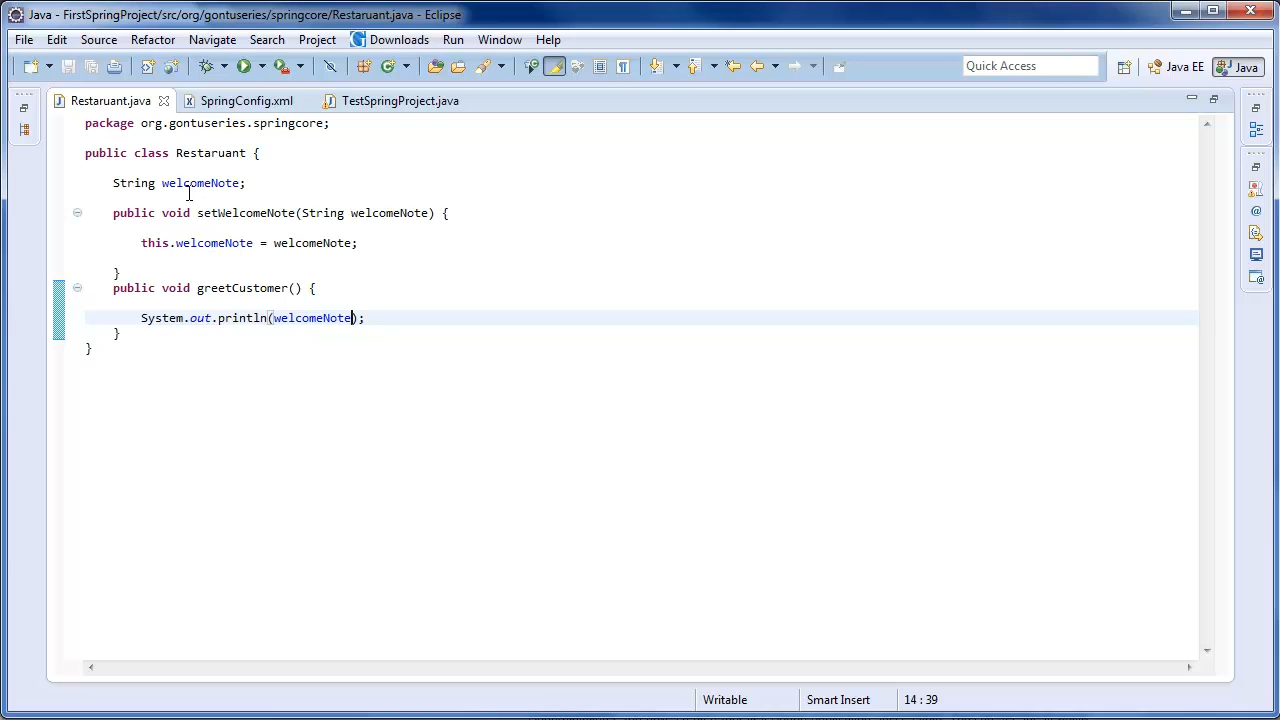 Java - FirstSpringProject/src/org/gontuseries/springcore/Restaruant.java - Eclipse
File Edit Source Refactor Navigate Search Project Downloads Run Window Help
Quick Access Java EE Java
Restaruant.java SpringConfig.xml TestSpringProject.java
package org.gontuseries.springcore;
public class Restaruant {
String welcomeNote;
public void setWelcomeNote(String welcomeNote) {
this.welcomeNote = welcomeNote;
}
public void greetCustomer() {
System.out.println(welcomeNote);
}
}
Writable Smart Insert 14 : 39